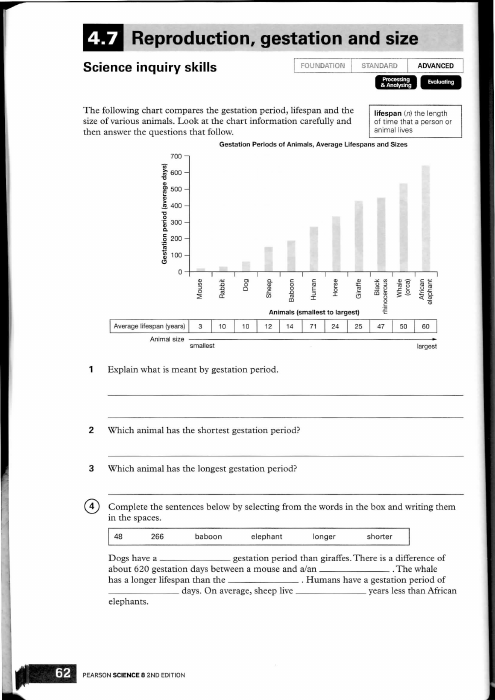 4.7 Reproduction, gestation and size
Science inquiry skills
FOUNDATION STANDARD ADVANCED
Processing & Analysing Evaluating
The following chart compares the gestation period, lifespan and the
size of various animals. Look at the chart information carefully and
then answer the questions that follow.
lifespan (n) the length
of time that a person or
animal lives
Gestation Periods of Animals, Average Lifespans and Sizes
Gestation period (average days)
700
600
500
400
300
200
100
0
Mouse Rabbit Dog Sheep Baboon Human Horse Giraffe Black rhinocerous Whale (orca) African elephant
Animals (smallest to largest)
Average lifespan (years) 3 10 10 12 14 71 24 25 47 50 60
Animal size
smallest largest
1 Explain what is meant by gestation period.
2 Which animal has the shortest gestation period?
3 Which animal has the longest gestation period?
4 Complete the sentences below by selecting from the words in the box and writing them
in the spaces.
48 266 baboon elephant longer shorter
Dogs have a ____________ gestation period than giraffes. There is a difference of
about 620 gestation days between a mouse and a/an ____________ . The whale
has a longer lifespan than the ____________ . Humans have a gestation period of
____________ days. On average, sheep live ____________ years less than African
elephants.
62 PEARSON SCIENCE 8 2ND EDITION